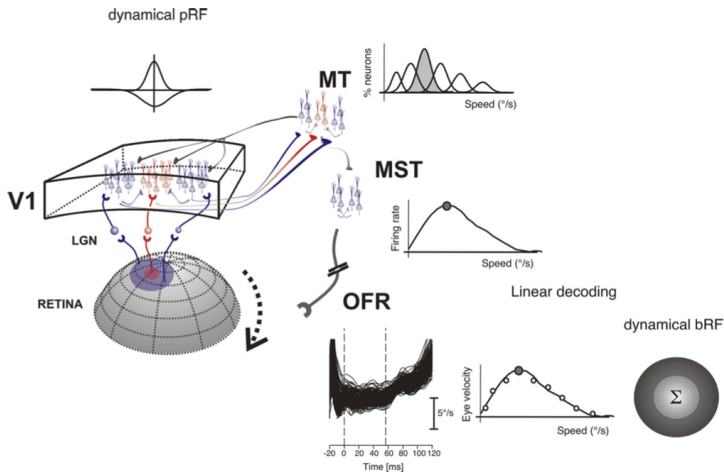 dynamical pRF
MT
% neurons
Speed (°/s)
V1
MST
LGN
Firing rate
Speed (°/s)
RETINA
OFR
Linear decoding
dynamical bRF
5°/s
Eye velocity
Σ
Speed (°/s)
-20 0 20 40 60 80 100 120
Time [ms]